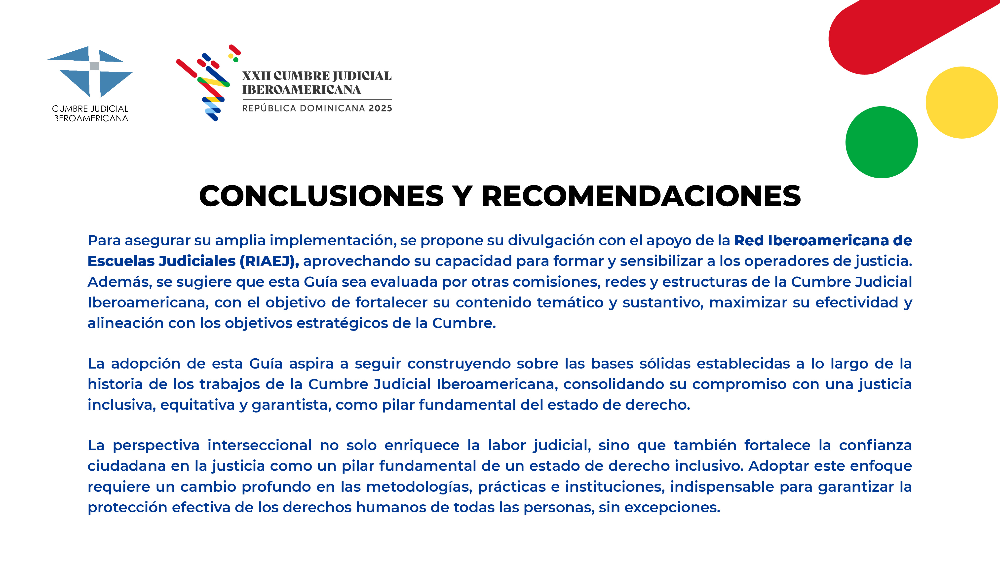 CUMBRE JUDICIAL
IBEROAMERICANA
XXII CUMBRE JUDICIAL
IBEROAMERICANA
REPÚBLICA DOMINICANA 2025
CONCLUSIONES Y RECOMENDACIONES
Para asegurar su amplia implementación, se propone su divulgación con el apoyo de la Red Iberoamericana de
Escuelas Judiciales (RIAEJ), aprovechando su capacidad para formar y sensibilizar a los operadores de justicia.
Además, se sugiere que esta Guía sea evaluada por otras comisiones, redes y estructuras de la Cumbre Judicial
Iberoamericana, con el objetivo de fortalecer su contenido temático y sustantivo, maximizar su efectividad y
alineación con los objetivos estratégicos de la Cumbre.
La adopción de esta Guía aspira a seguir construyendo sobre las bases sólidas establecidas a lo largo de la
historia de los trabajos de la Cumbre Judicial Iberoamericana, consolidando su compromiso con una justicia
inclusiva, equitativa y garantista, como pilar fundamental del estado de derecho.
La perspectiva interseccional no solo enriquece la labor judicial, sino que también fortalece la confianza
ciudadana en la justicia como un pilar fundamental de un estado de derecho inclusivo. Adoptar este enfoque
requiere un cambio profundo en las metodologías, prácticas e instituciones, indispensable para garantizar la
protección efectiva de los derechos humanos de todas las personas, sin excepciones.